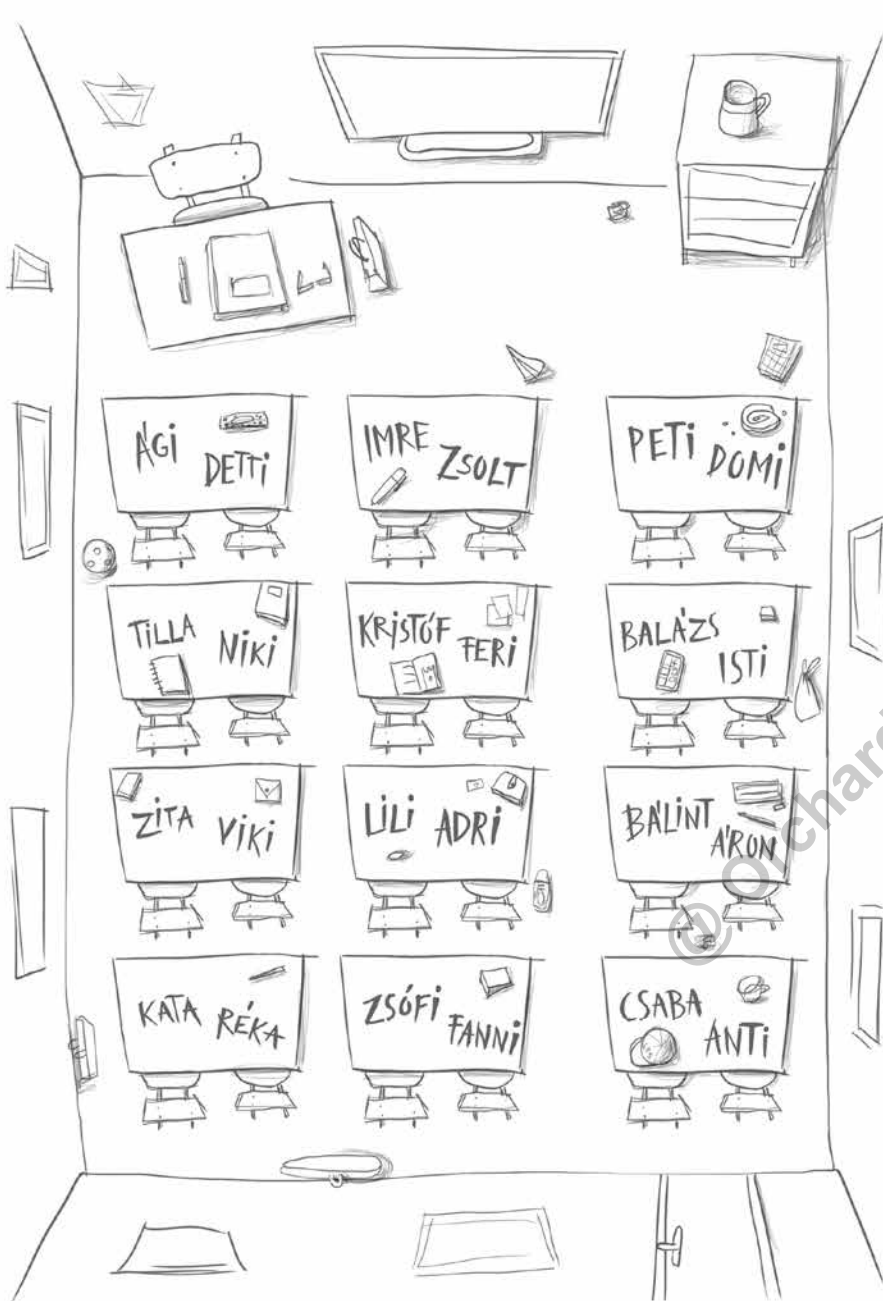 ÁGI DETTI
IMRE ZSOLT
PETI DOMI
TILLA NIKI
KRISTÓF FERI
BALÁZS ISTI
ZITA VIKI
LILI ADRI
BÁLINT ÁRON
KATA RÉKA
ZSÓFI FANNI
CSABA ANTI